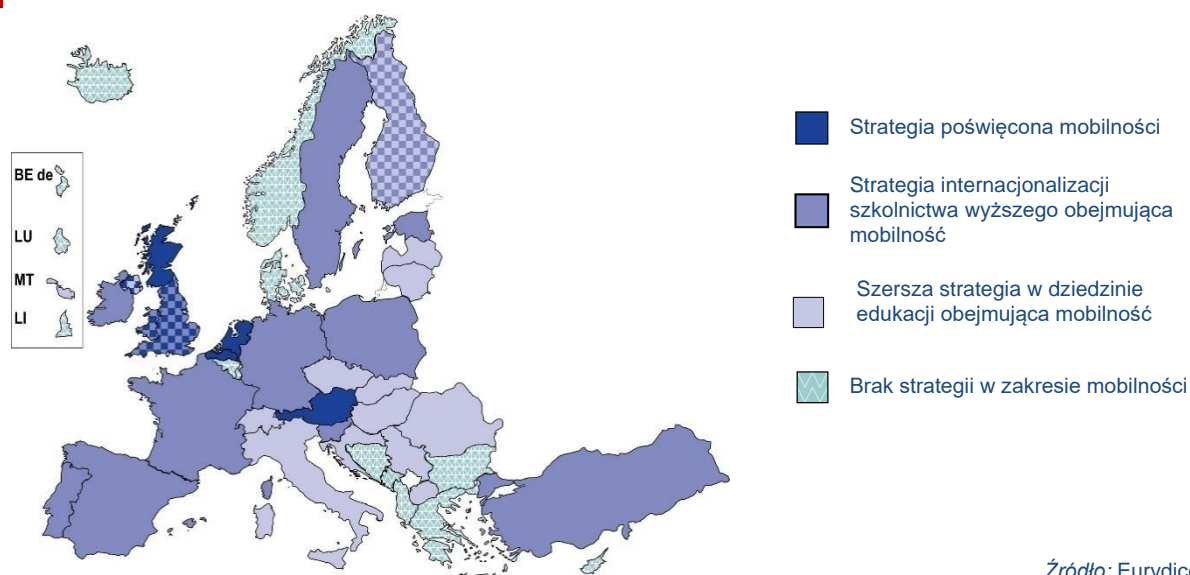 BE de
LU
MT
LI
Strategia poświęcona mobilności
Strategia internacjonalizacji
szkolnictwa wyższego obejmująca
mobilność
Szersza strategia w dziedzinie
edukacji obejmująca mobilność
Brak strategii w zakresie mobilności
Źródło: Eurydice